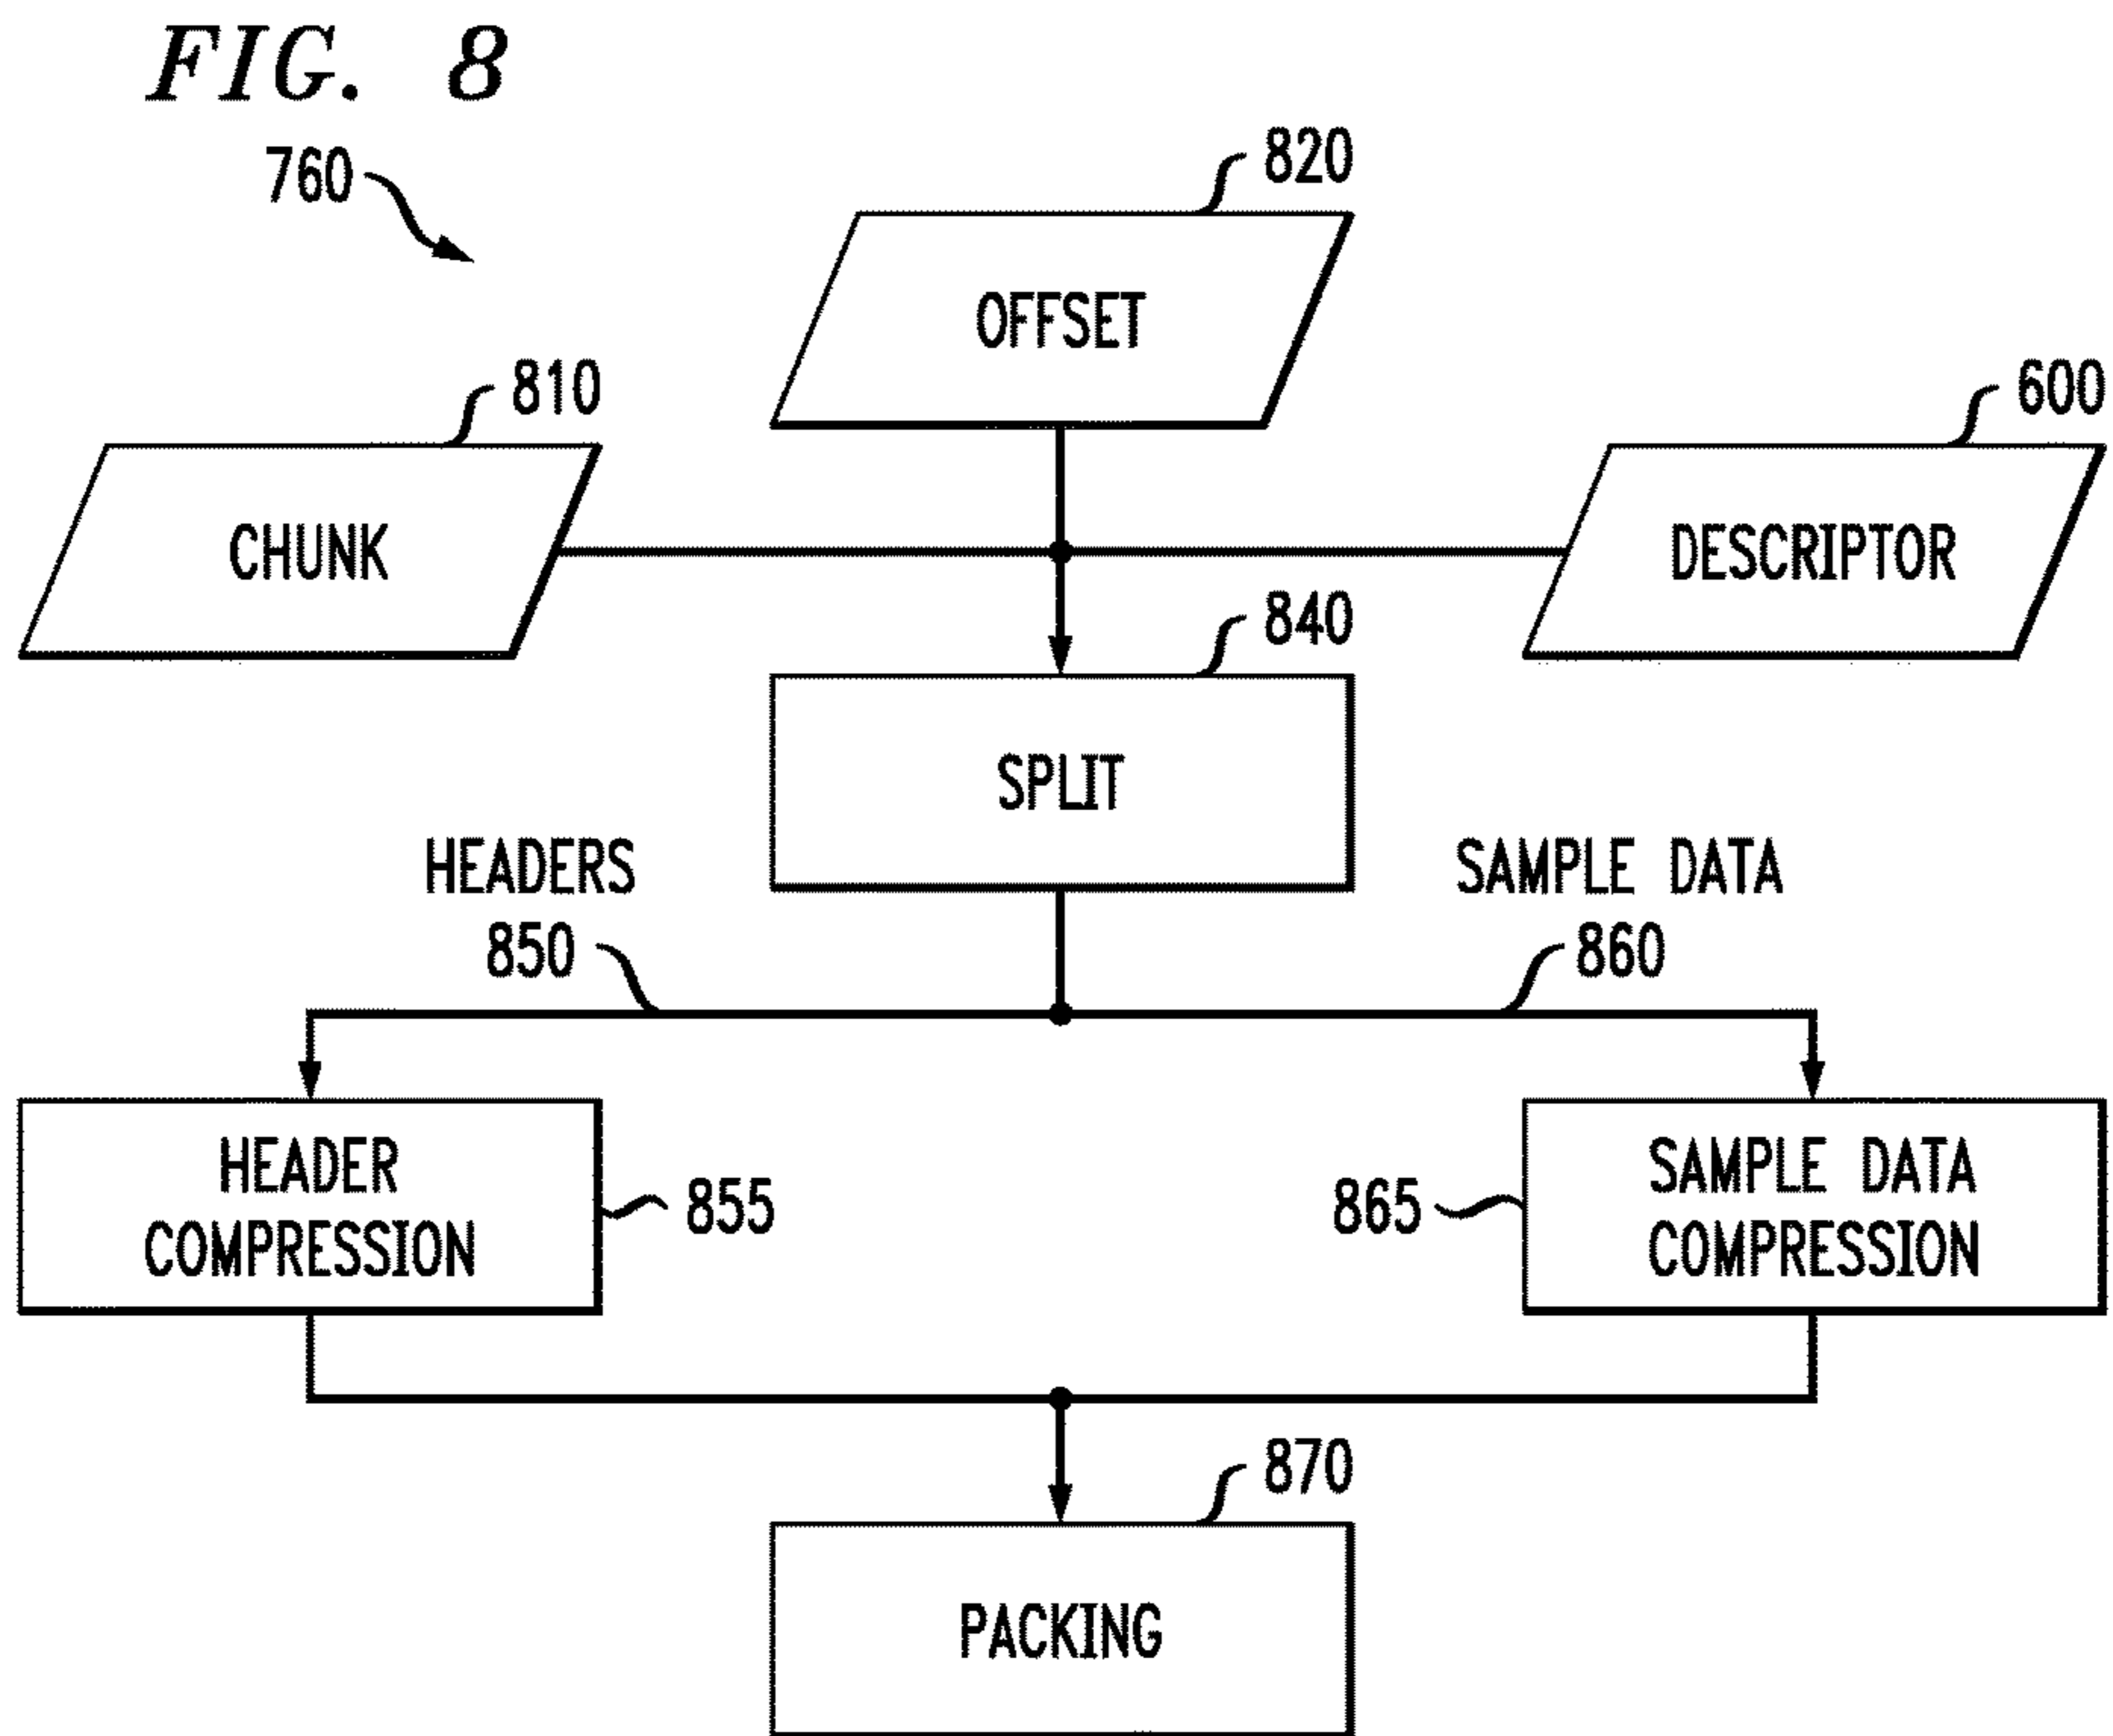 FIG. 8
760
820
OFFSET
810
600
CHUNK
DESCRIPTOR
840
SPLIT
HEADERS
850
SAMPLE DATA
860
HEADER
COMPRESSION
855
865
SAMPLE DATA
COMPRESSION
870
PACKING